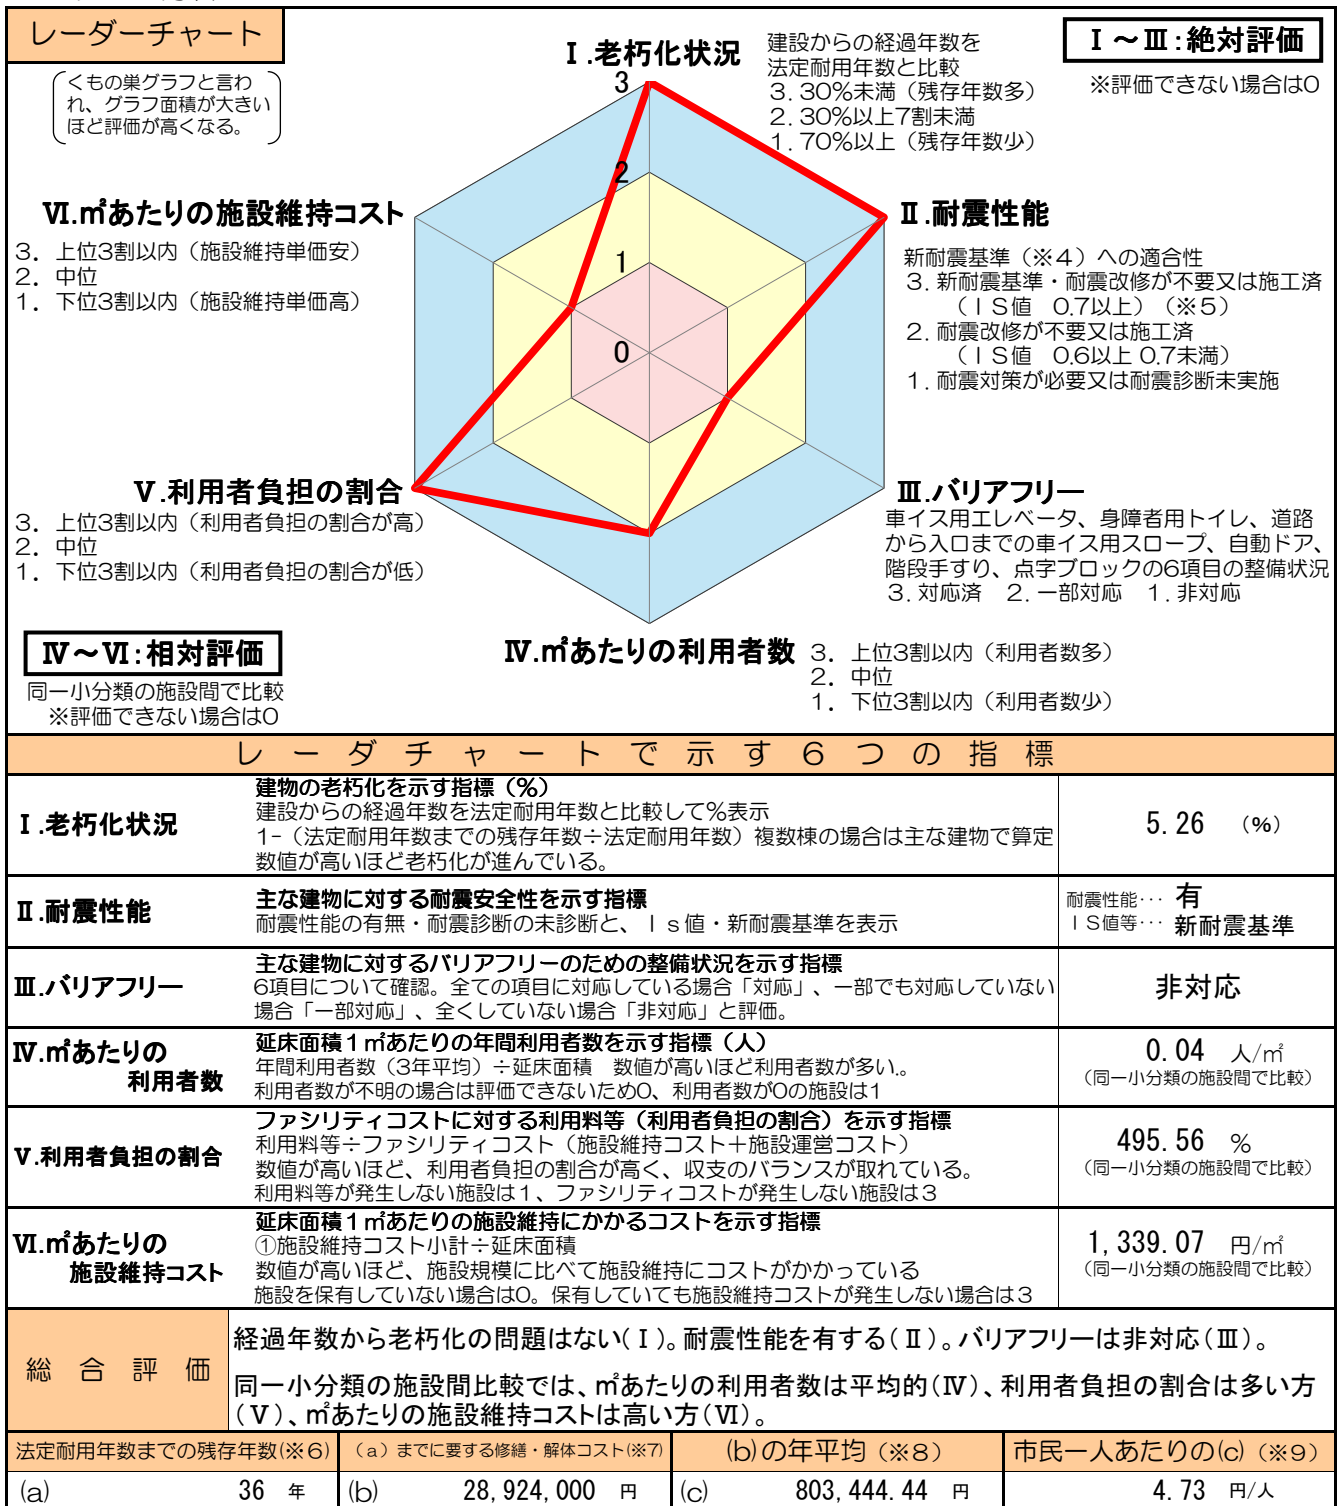 レーダーチャート
くもの巣グラフと言わ
れ、グラフ面積が大きい
ほど評価が高くなる。
Ⅰ.老朽化状況
建設からの経過年数を
法定耐用年数と比較
3.30%未満（残存年数多）
2.30%以上7割未満
1.70%以上（残存年数少）
Ⅰ～Ⅲ:絶対評価
※評価できない場合は0
3
2
1
0
Ⅵ.㎡あたりの施設維持コスト
3. 上位3割以内（施設維持単価安）
2. 中位
1. 下位3割以内（施設維持単価高）
Ⅱ.耐震性能
新耐震基準（※4）への適合性
3.新耐震基準・耐震改修が不要又は施工済
（ＩＳ値 0.7以上）（※5）
2.耐震改修が不要又は施工済
（ＩＳ値 0.6以上 0.7未満）
1.耐震対策が必要又は耐震診断未実施
Ⅴ.利用者負担の割合
3. 上位3割以内（利用者負担の割合が高）
2. 中位
1. 下位3割以内（利用者負担の割合が低）
Ⅲ.バリアフリー
車イス用エレベータ、身障者用トイレ、道路
から入口までの車イス用スロープ、自動ドア、
階段手すり、点字ブロックの6項目の整備状況
3.対応済 2.一部対応 1.非対応
Ⅳ～Ⅵ:相対評価
同一小分類の施設間で比較
※評価できない場合は0
Ⅳ.㎡あたりの利用者数
3. 上位3割以内（利用者数多）
2. 中位
1. 下位3割以内（利用者数少）
レーダチャートで示す6つの指標
Ⅰ.老朽化状況
建物の老朽化を示す指標（%）
建設からの経過年数を法定耐用年数と比較して%表示
1-（法定耐用年数までの残存年数÷法定耐用年数）複数棟の場合は主な建物で算定
数値が高いほど老朽化が進んでいる。
5.26 （%）
Ⅱ.耐震性能
主な建物に対する耐震安全性を示す指標
耐震性能の有無・耐震診断の未診断と、Ｉｓ値・新耐震基準を表示
耐震性能… 有
ＩＳ値等… 新耐震基準
Ⅲ.バリアフリー
主な建物に対するバリアフリーのための整備状況を示す指標
6項目について確認。全ての項目に対応している場合「対応」、一部でも対応していない
場合「一部対応」、全くしていない場合「非対応」と評価。
非対応
Ⅳ.㎡あたりの
利用者数
延床面積１㎡あたりの年間利用者数を示す指標（人）
年間利用者数（3年平均）÷延床面積 数値が高いほど利用者数が多い。
利用者数が不明の場合は評価できないため0、利用者数が0の施設は1
0.04 人/㎡
（同一小分類の施設間で比較）
Ⅴ.利用者負担の割合
ファシリティコストに対する利用料等（利用者負担の割合）を示す指標
利用料等÷ファシリティコスト（施設維持コスト＋施設運営コスト）
数値が高いほど、利用者負担の割合が高く、収支のバランスが取れている。
利用料等が発生しない施設は１、ファシリティコストが発生しない施設は３
495.56 %
（同一小分類の施設間で比較）
Ⅵ.㎡あたりの
施設維持コスト
延床面積１㎡あたりの施設維持にかかるコストを示す指標
①施設維持コスト小計÷延床面積
数値が高いほど、施設規模に比べて施設維持にコストがかかっている
施設を保有していない場合は0。保有していても施設維持コストが発生しない場合は３
1,339.07 円/㎡
（同一小分類の施設間で比較）
総合評価
経過年数から老朽化の問題はない(Ⅰ)。耐震性能を有する(Ⅱ)。バリアフリーは非対応(Ⅲ)。
同一小分類の施設間比較では、㎡あたりの利用者数は平均的(Ⅳ)、利用者負担の割合は多い方
(Ⅴ)、㎡あたりの施設維持コストは高い方(Ⅵ)。
法定耐用年数までの残存年数(※6)
（a）までに要する修繕・解体コスト(※7)
(b)の年平均（※8）
市民一人あたりの(c)（※9）
(a) 36 年
(b) 28,924,000 円
(c) 803,444.44 円
4.73 円/人